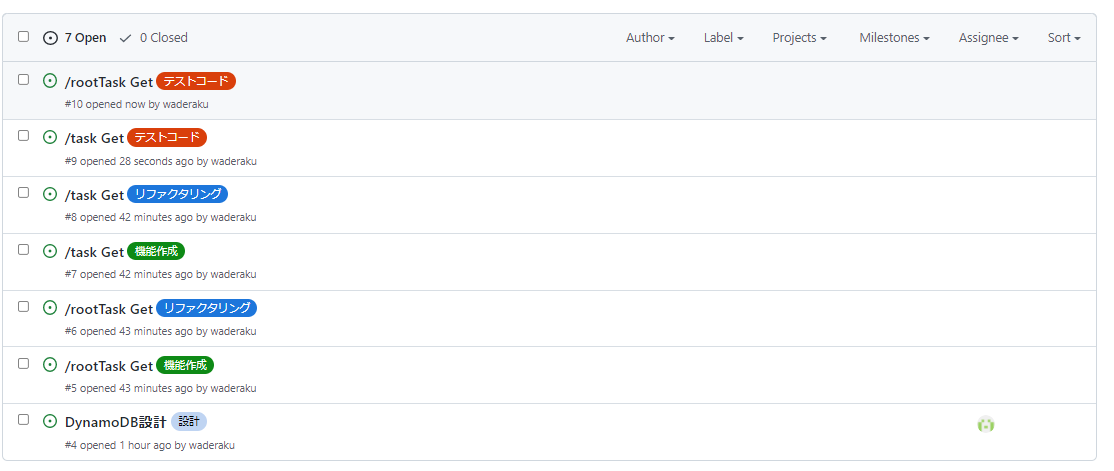 7 Open 0 Closed Author Label Projects Milestones Assignee Sort
/rootTask Get テストコード
#10 opened now by waderaku
/task Get テストコード
#9 opened 28 seconds ago by waderaku
/task Get リファクタリング
#8 opened 42 minutes ago by waderaku
/task Get 機能作成
#7 opened 42 minutes ago by waderaku
/rootTask Get リファクタリング
#6 opened 43 minutes ago by waderaku
/rootTask Get 機能作成
#5 opened 43 minutes ago by waderaku
DynamoDB設計 設計
#4 opened 1 hour ago by waderaku